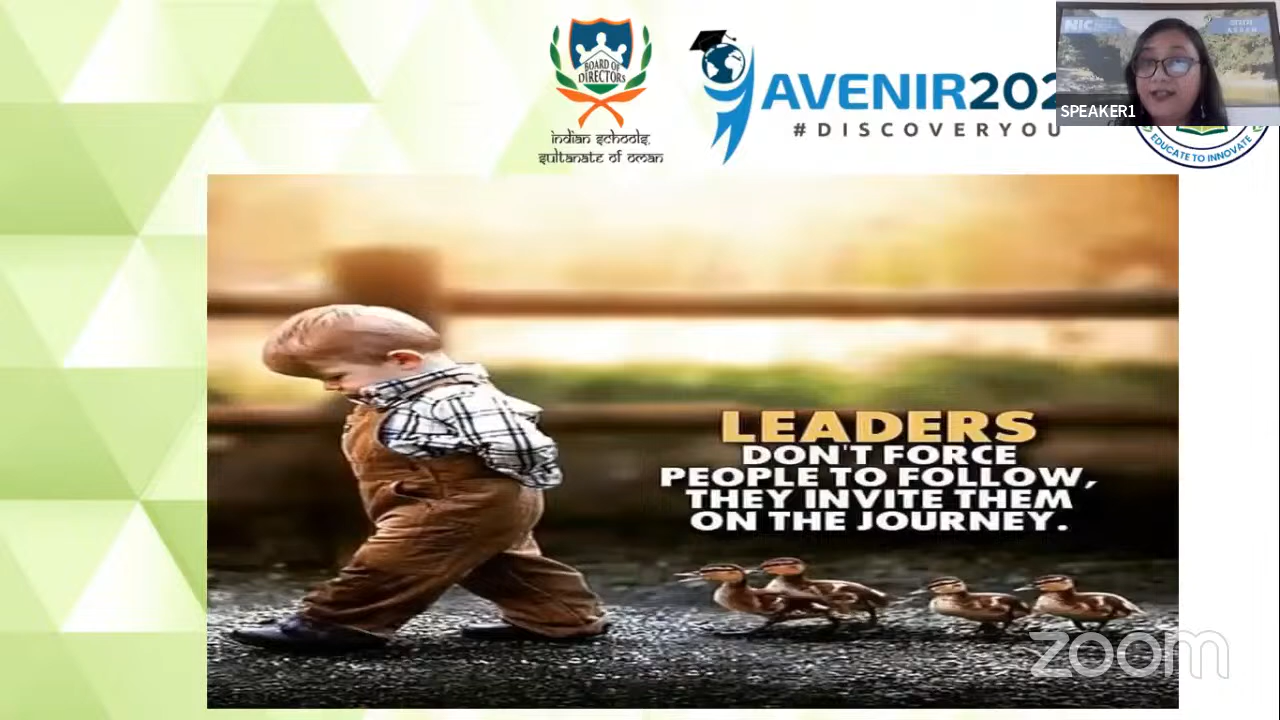 BOARD OF
DIRECTORS
indian schools,
sultanate of oman
AVENIR202
#DISCOVERYOU
NIC
SPEAKER1
EDUCATE TO INNOVATE
LEADERS
DON'T FORCE
PEOPLE TO FOLLOW,
THEY INVITE THEM
ON THE JOURNEY.
zoom